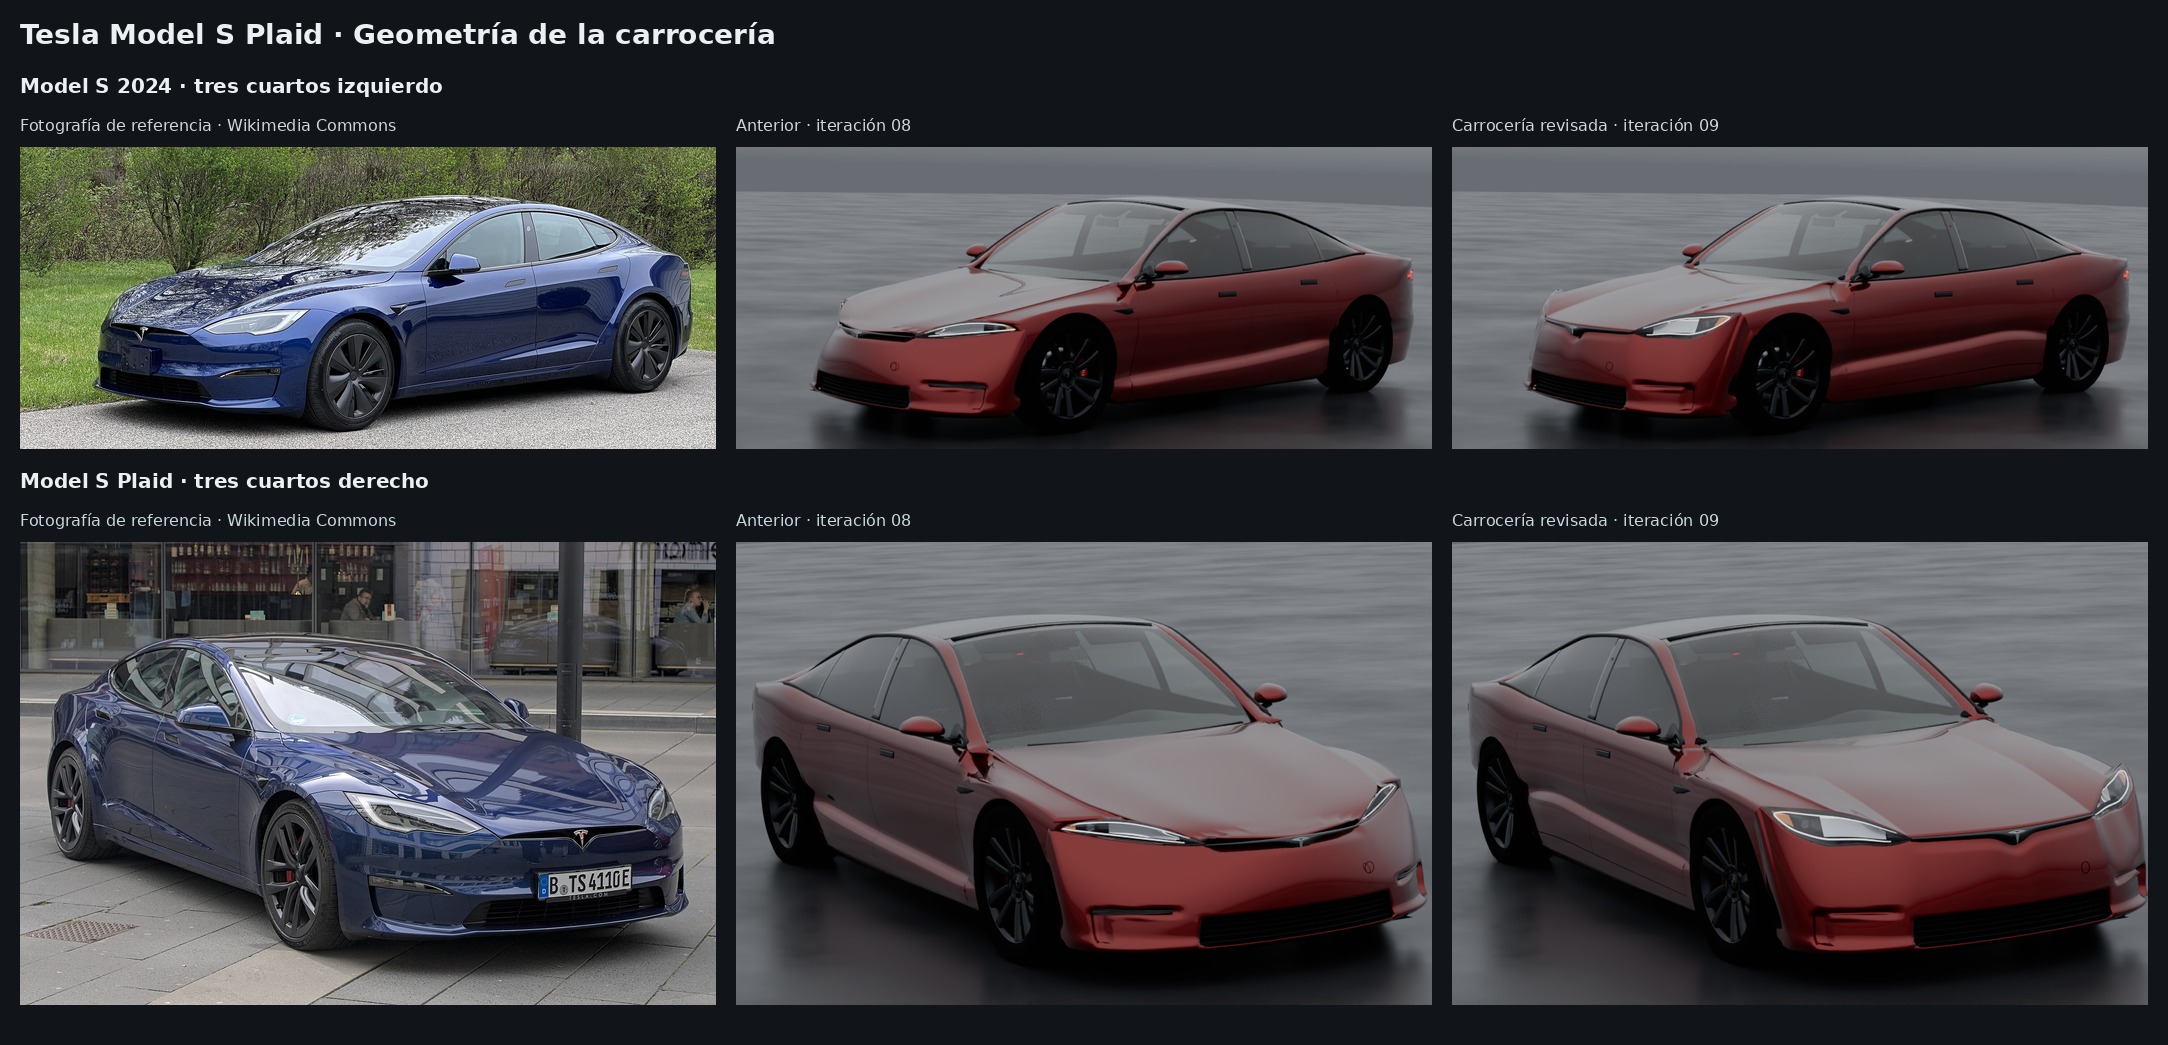 Tesla Model S Plaid · Geometría de la carrocería
Model S 2024 · tres cuartos izquierdo
Fotografía de referencia · Wikimedia Commons
Anterior · iteración 08
Carrocería revisada · iteración 09
Model S Plaid · tres cuartos derecho
Fotografía de referencia · Wikimedia Commons
Anterior · iteración 08
Carrocería revisada · iteración 09
B TS 4110E
TESLA.COM